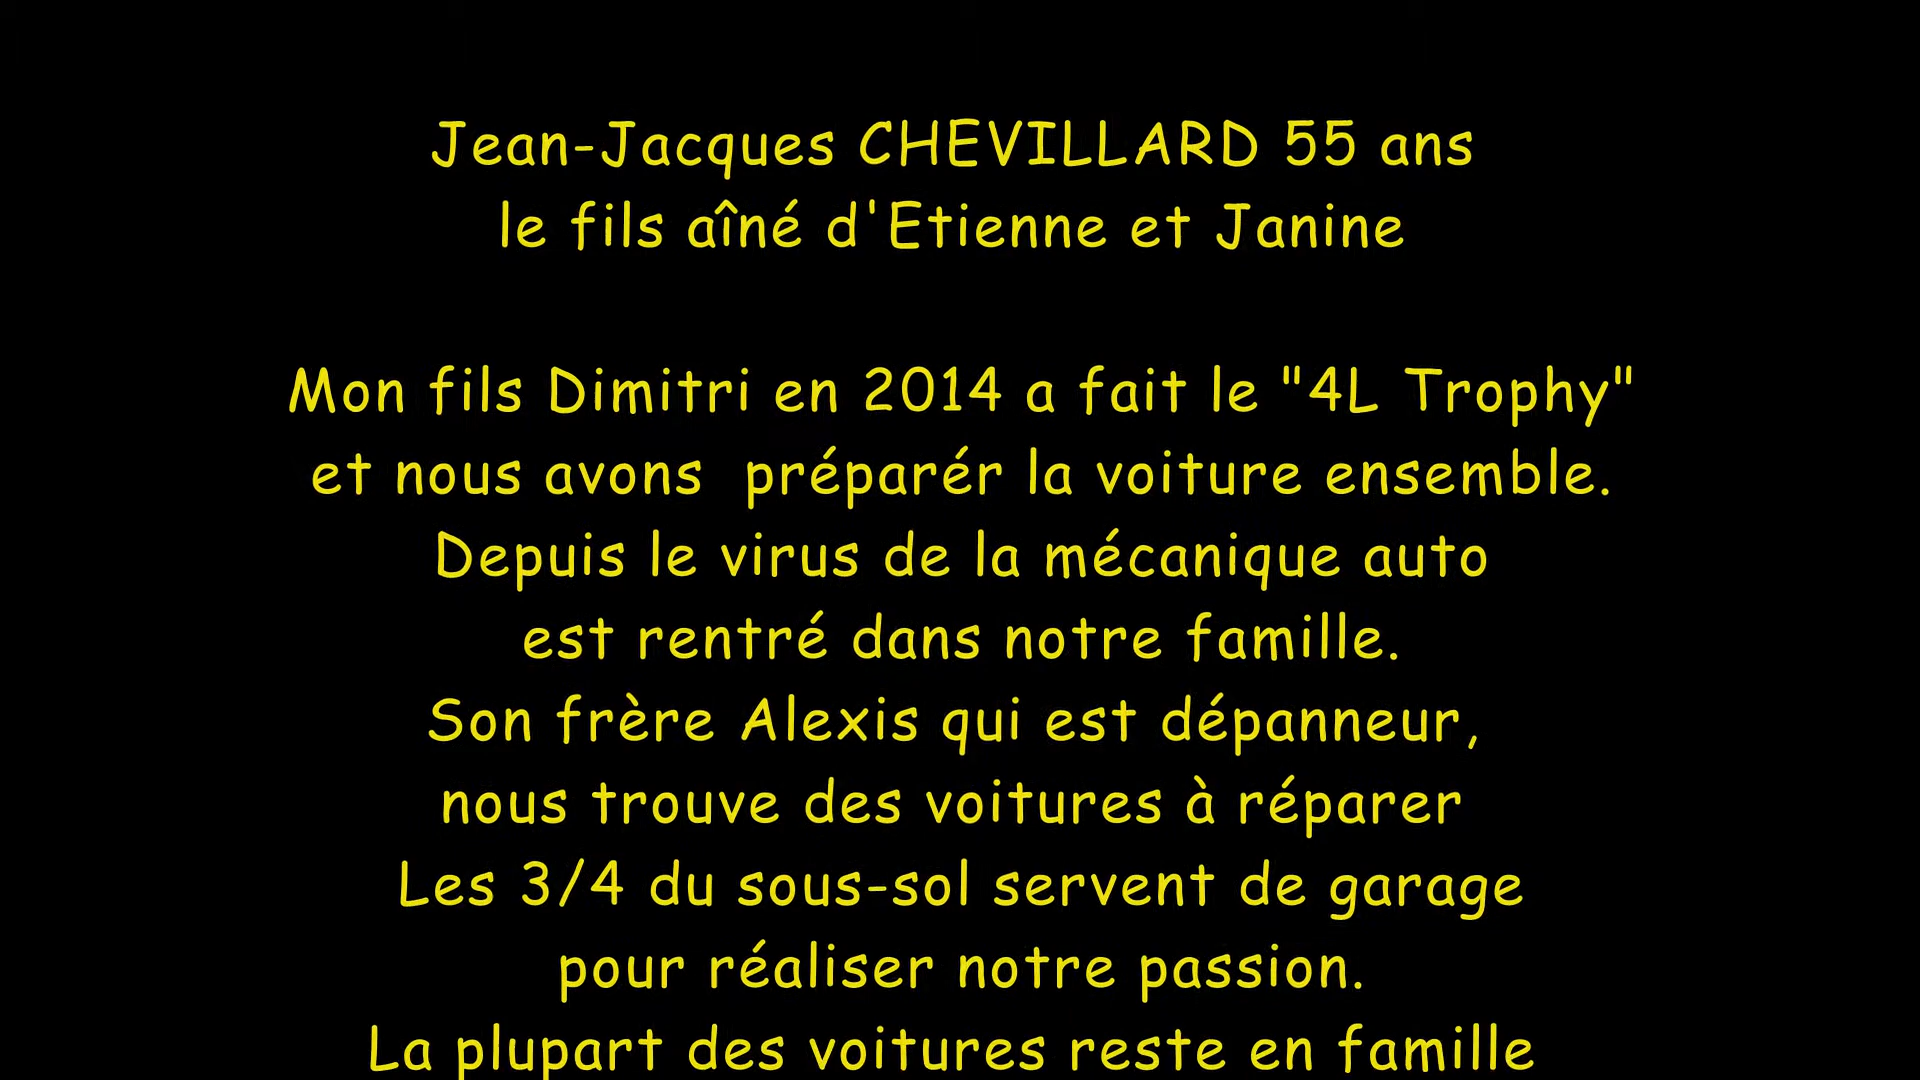 Jean-Jacques CHEVILLARD 55 ans
le fils aîné d'Etienne et Janine
Mon fils Dimitri en 2014 a fait le "4L Trophy"
et nous avons  préparér la voiture ensemble.
Depuis le virus de la mécanique auto
est rentré dans notre famille.
Son frère Alexis qui est dépanneur,
nous trouve des voitures à réparer
Les 3/4 du sous-sol servent de garage
pour réaliser notre passion.
La plupart des voitures reste en famille